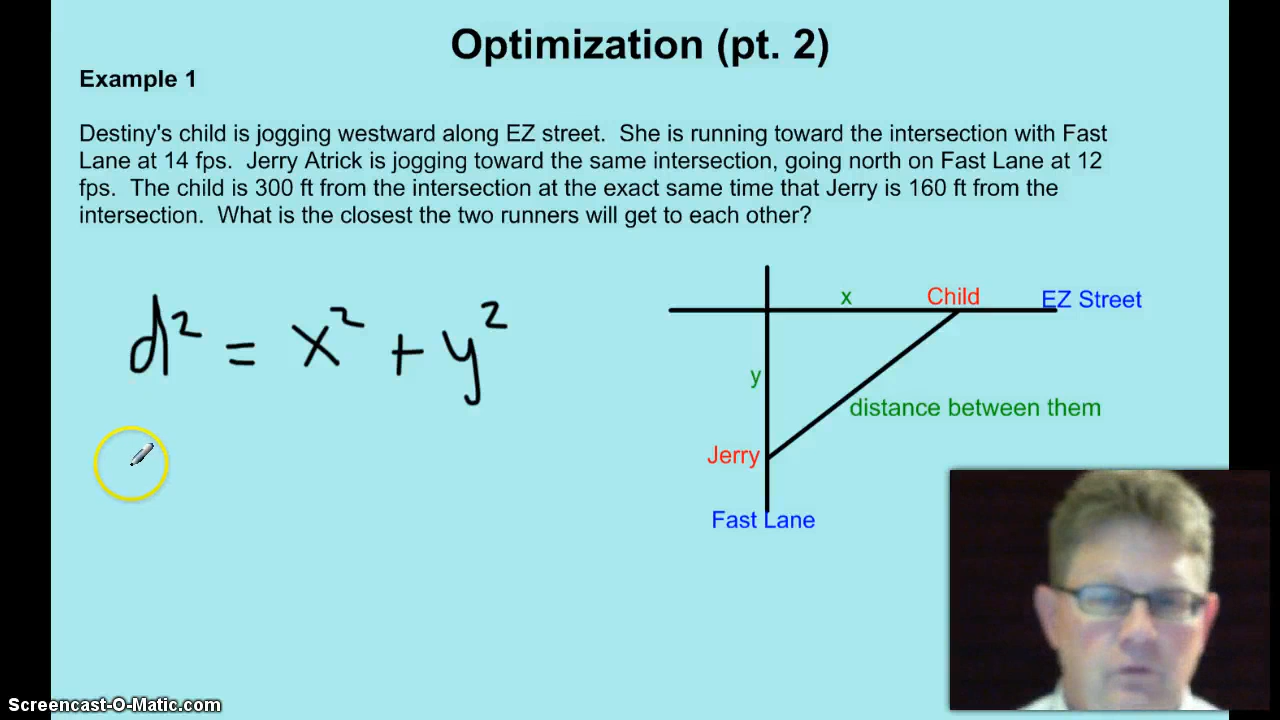 Optimization (pt. 2)
Example 1
Destiny's child is jogging westward along EZ street.  She is running toward the intersection with Fast
Lane at 14 fps.  Jerry Atrick is jogging toward the same intersection, going north on Fast Lane at 12
fps.  The child is 300 ft from the intersection at the exact same time that Jerry is 160 ft from the
intersection.  What is the closest the two runners will get to each other?
d² = x² + y²
x
Child
EZ Street
y
distance between them
Jerry
Fast Lane
Screencast-O-Matic.com